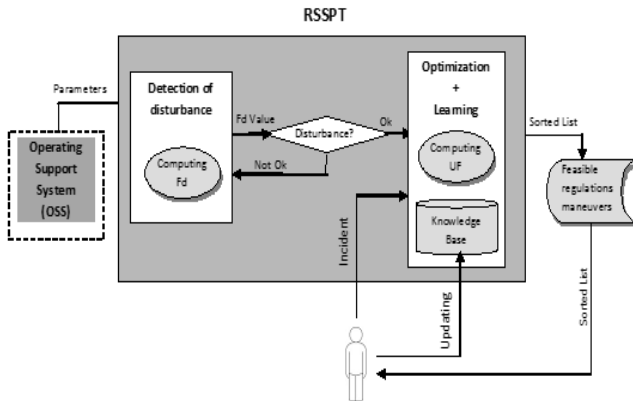 RSSPT
Parameters
Operating
Support
System
(OSS)
Detection of
disturbance
Computing
Fd
Fd Value
Disturbance?
Ok
Not Ok
Optimization
+
Learning
Computing
UF
Knowledge
Base
Sorted List
Feasible
regulations
maneuvers
Incident
Updating
Sorted List